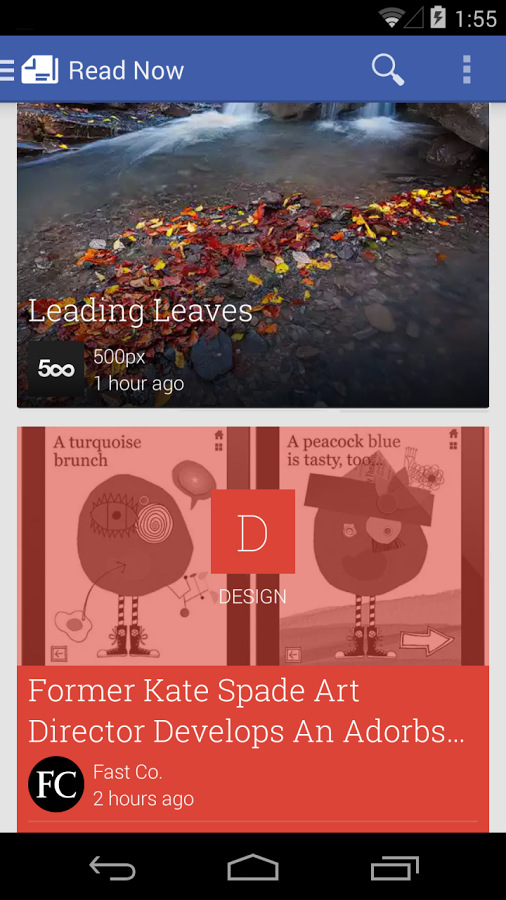 1:55
Read Now
Leading Leaves
500
500px
1 hour ago
A turquoise
brunch
A peacock blue
is tasty, too...
D
DESIGN
Former Kate Spade Art
Director Develops An Adorbs...
FC
Fast Co.
2 hours ago